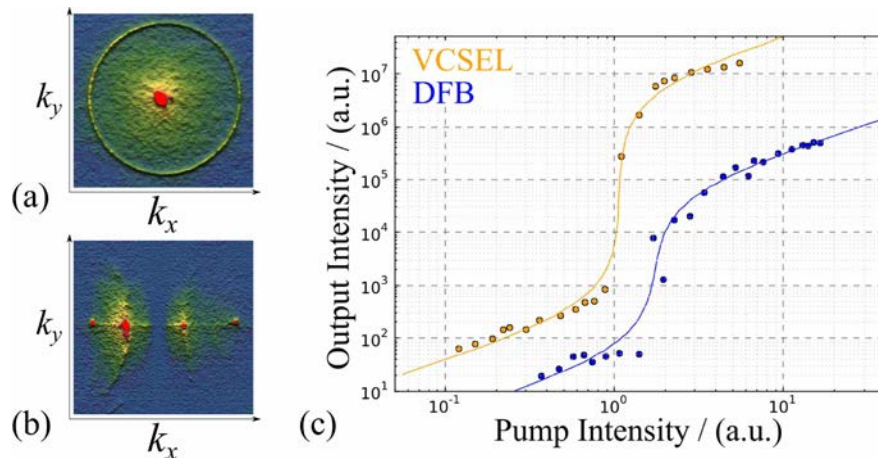 k_y
(a)
k_x
k_y
(b)
k_x
(c)
VCSEL
DFB
Output Intensity / (a.u.)
10^7
10^6
10^5
10^4
10^3
10^2
10^1
10^-1
10^0
10^1
Pump Intensity / (a.u.)